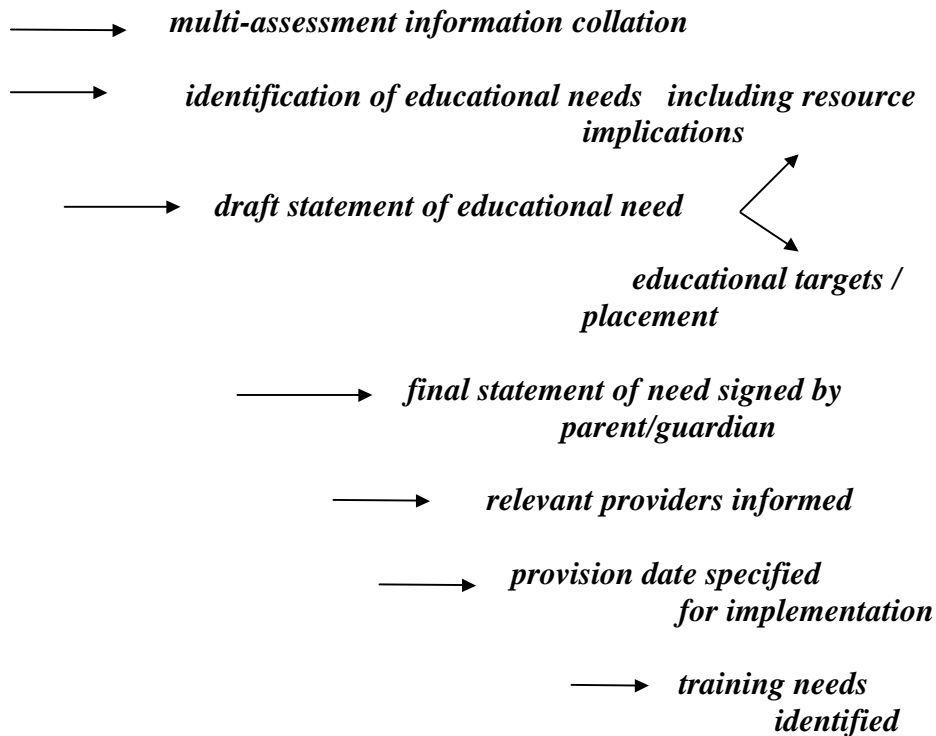 multi-assessment information collation
identification of educational needs including resource
implications
draft statement of educational need
educational targets /
placement
final statement of need signed by
parent/guardian
relevant providers informed
provision date specified
for implementation
training needs
identified